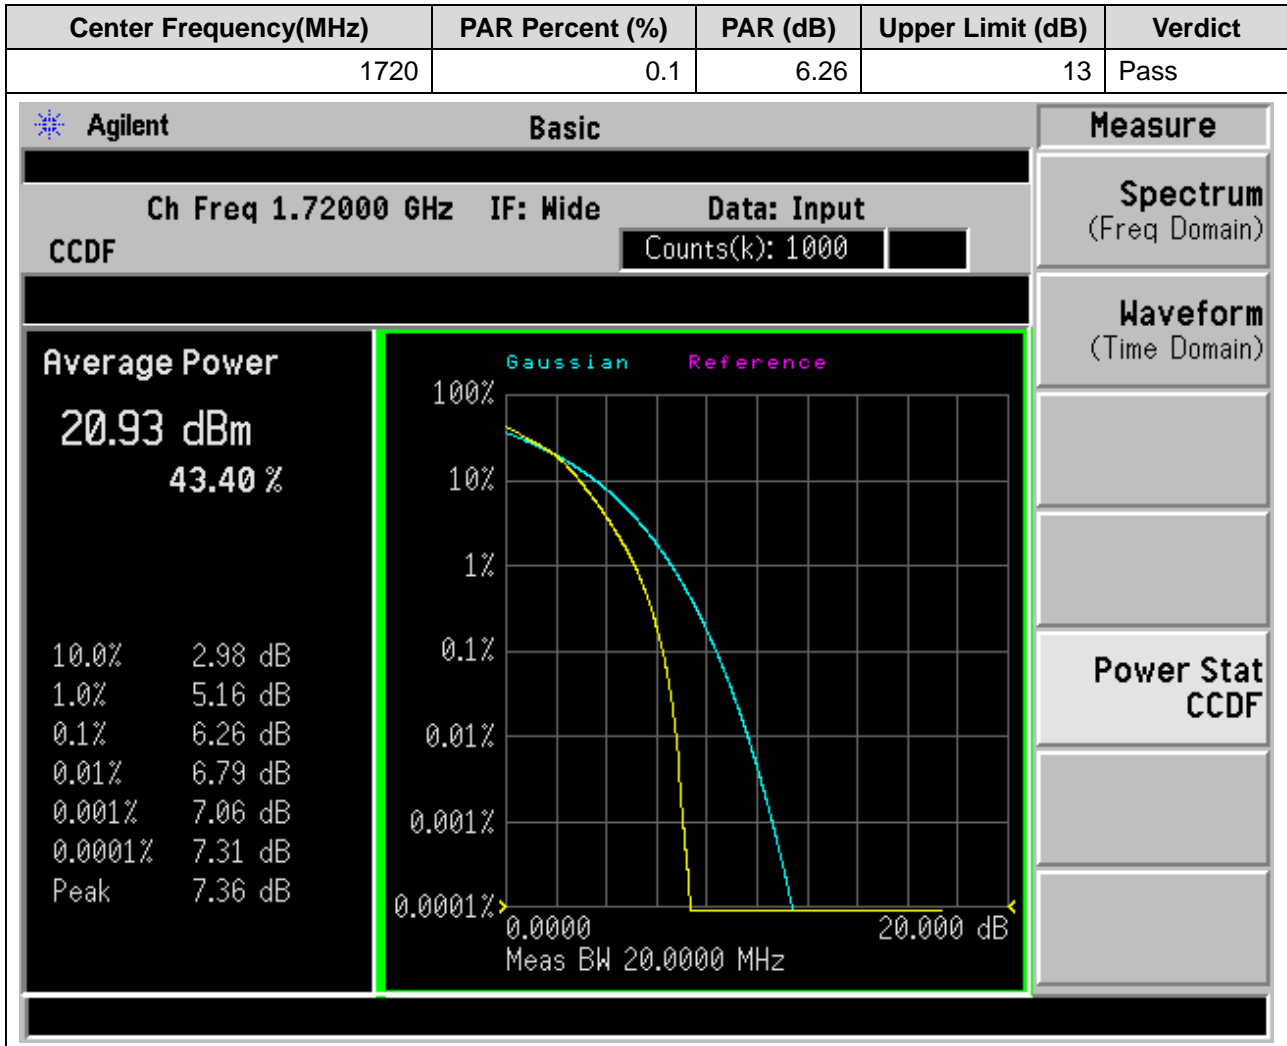 Center Frequency(MHz) PAR Percent (%) PAR (dB) Upper Limit (dB) Verdict
1720 0.1 6.26 13 Pass
Agilent Basic Measure
Ch Freq 1.72000 GHz IF: Wide Data: Input
CCDF Counts(k): 1000
Spectrum
(Freq Domain)
Waveform
(Time Domain)
Power Stat
CCDF
Average Power
20.93 dBm
43.40 %
10.0% 2.98 dB
1.0% 5.16 dB
0.1% 6.26 dB
0.01% 6.79 dB
0.001% 7.06 dB
0.0001% 7.31 dB
Peak 7.36 dB
Gaussian Reference
100%
10%
1%
0.1%
0.01%
0.001%
0.0001%
0.0000 20.000 dB
Meas BW 20.0000 MHz